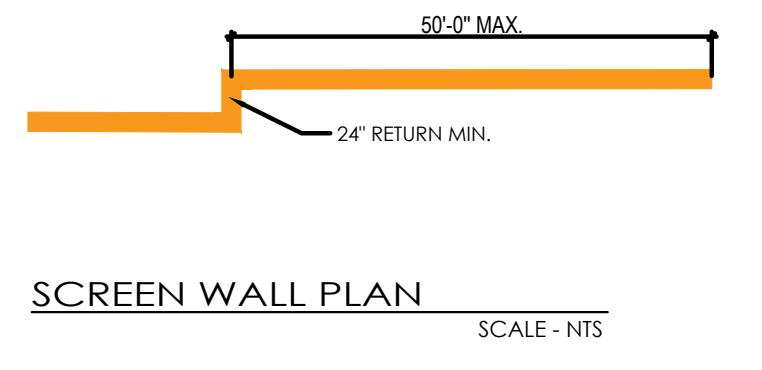 50'-0" MAX.
24" RETURN MIN.
SCREEN WALL PLAN
SCALE - NTS